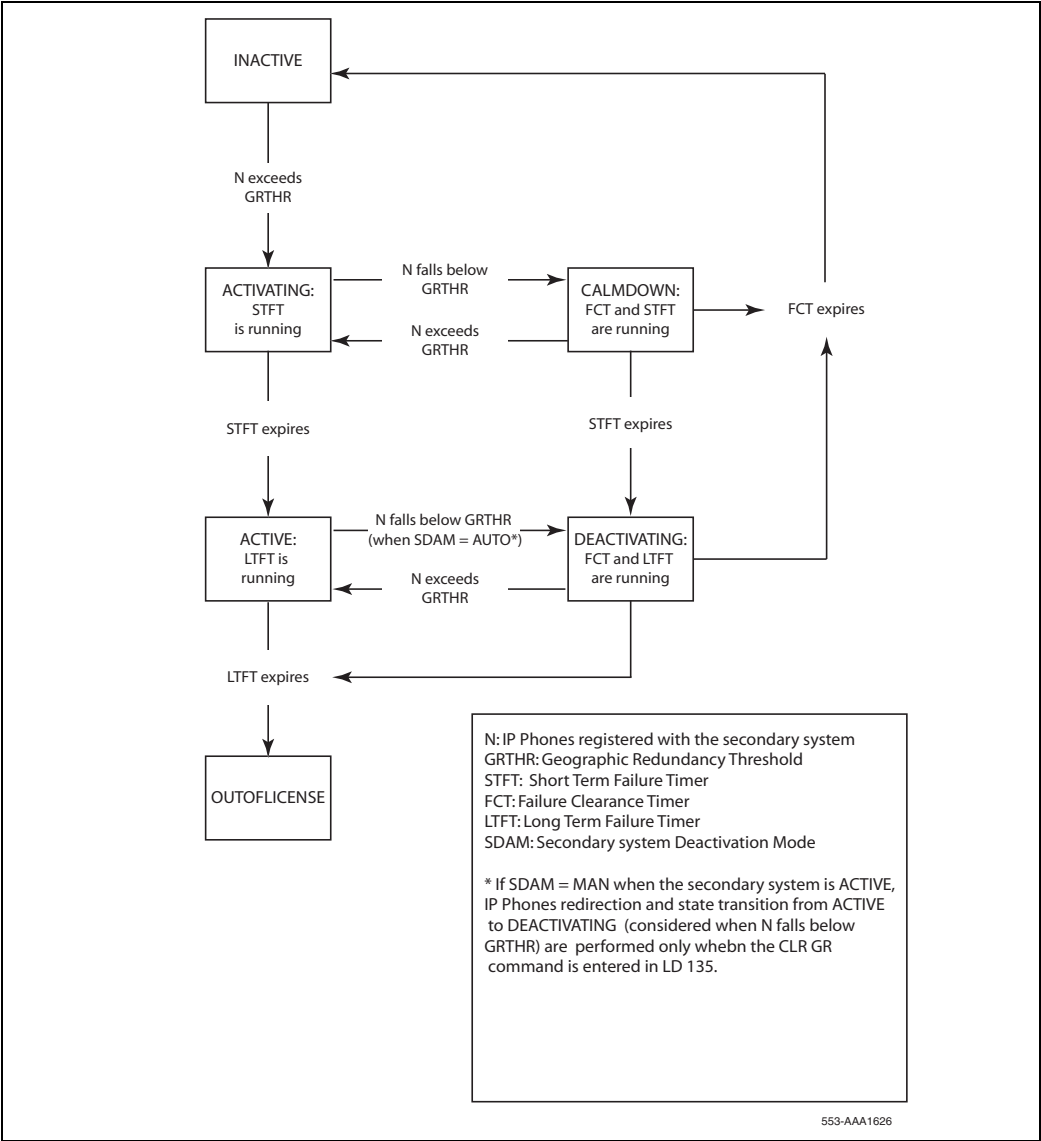 INACTIVE
N exceeds
GRTHR
ACTIVATING:
STFT
is running
N falls below
GRTHR
N exceeds
GRTHR
CALMDOWN:
FCT and STFT
are running
FCT expires
STFT expires
STFT expires
ACTIVE:
LTFT is
running
N falls below GRTHR
(when SDAM = AUTO*)
N exceeds
GRTHR
DEACTIVATING:
FCT and LTFT
are running
LTFT expires
OUTOFLICENSE
N: IP Phones registered with the secondary system
GRTHR: Geographic Redundancy Threshold
STFT: Short Term Failure Timer
FCT: Failure Clearance Timer
LTFT: Long Term Failure Timer
SDAM: Secondary system Deactivation Mode
* If SDAM = MAN when the secondary system is ACTIVE,
IP Phones redirection and state transition from ACTIVE
to DEACTIVATING (considered when N falls below
GRTHR) are performed only whebn the CLR GR
command is entered in LD 135.
553-AAA1626